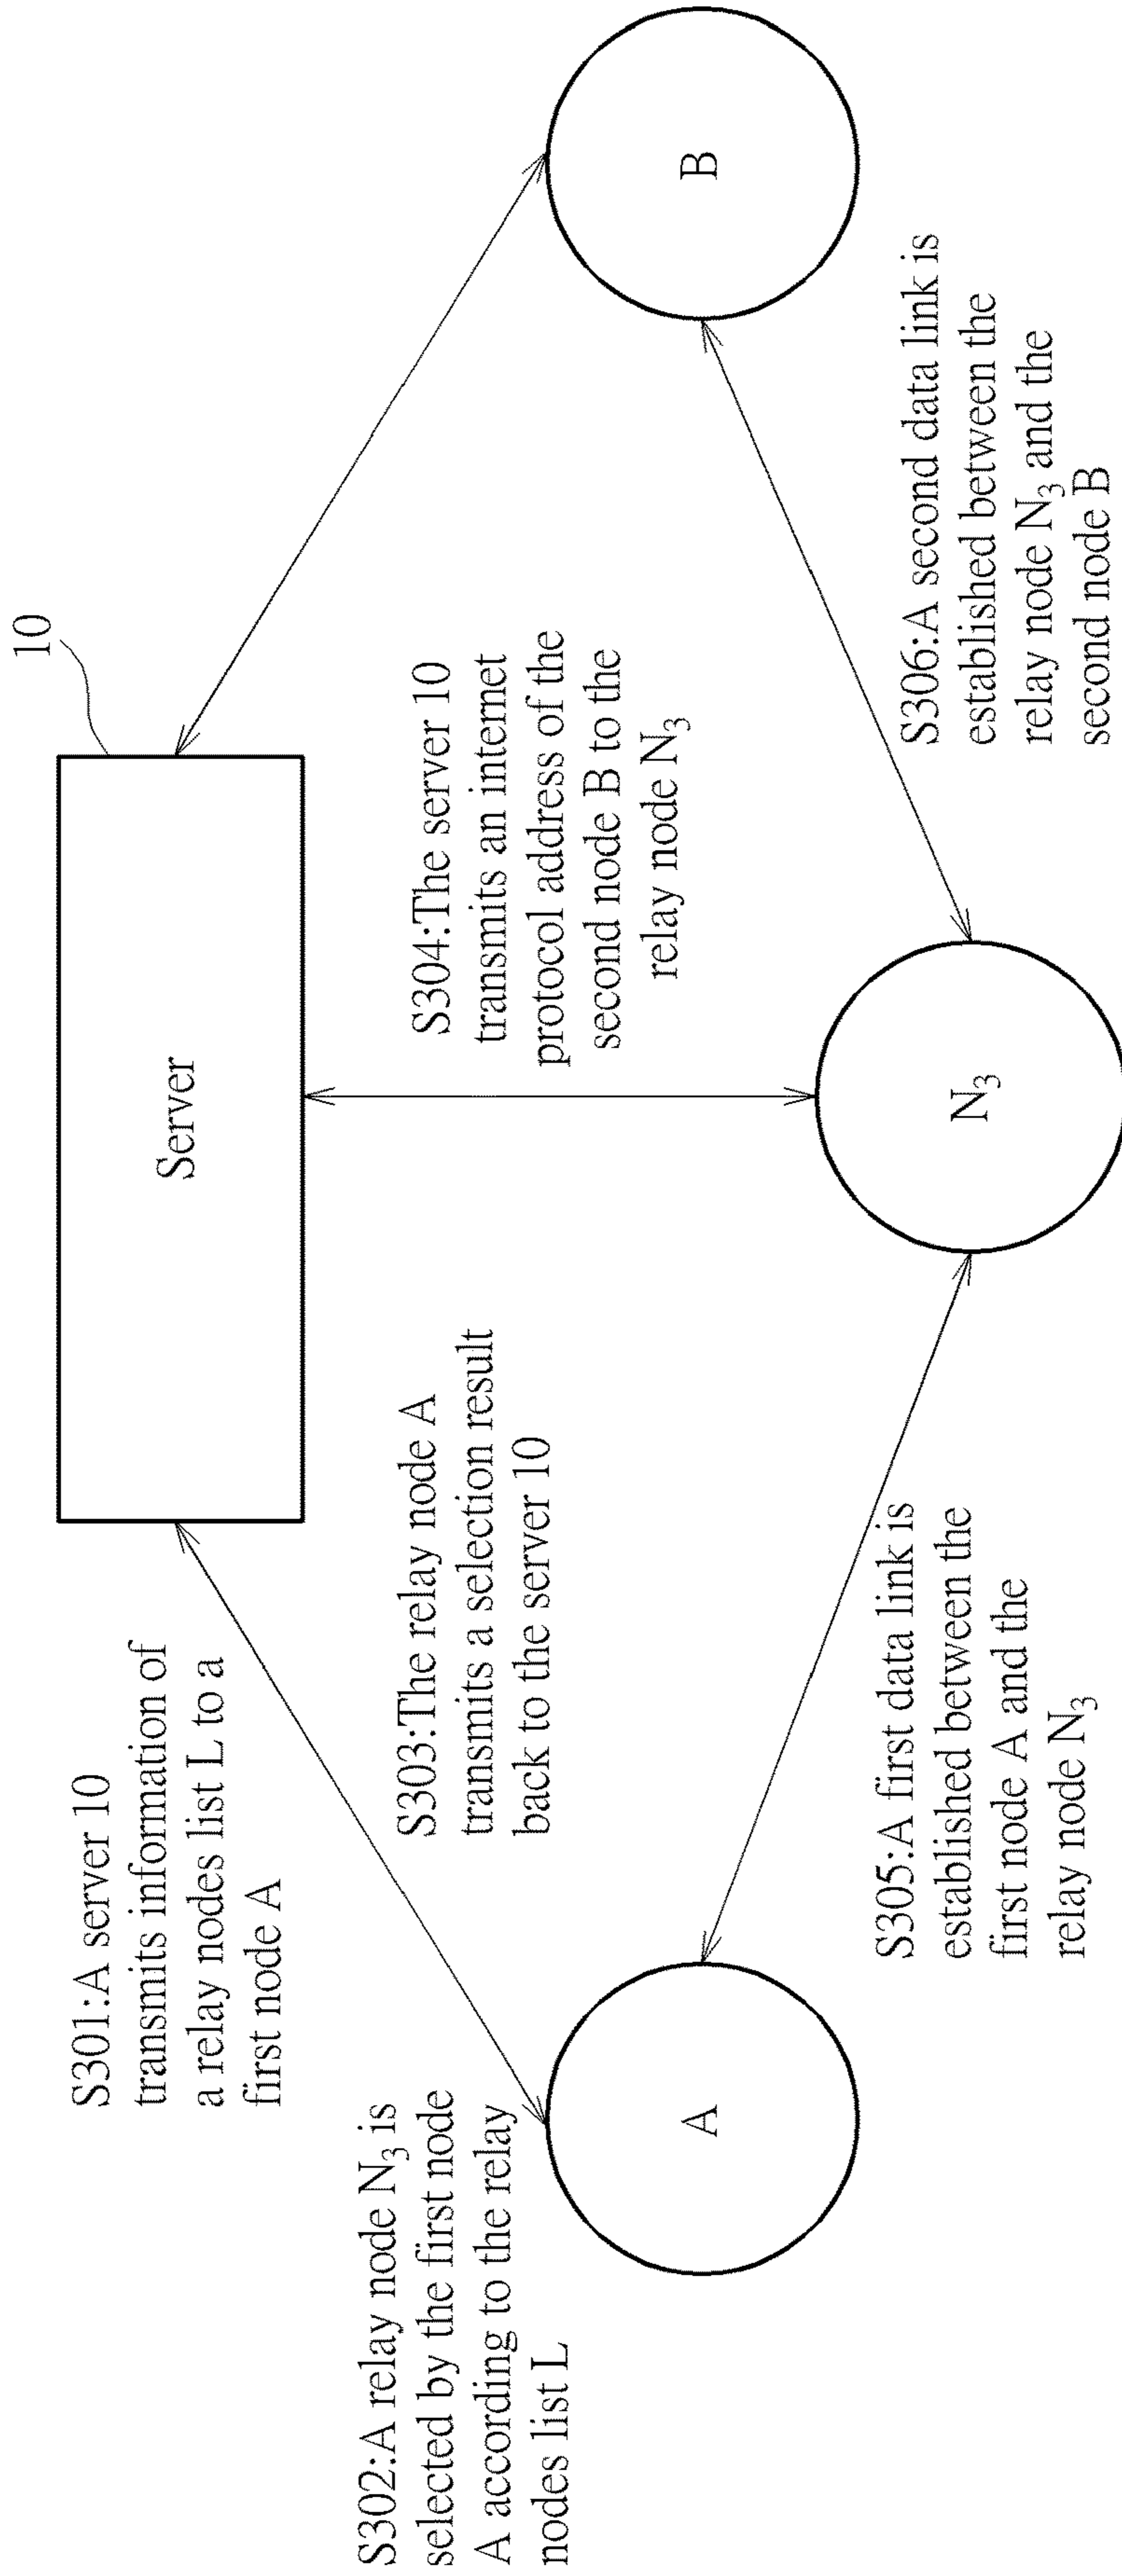 10
Server
S301:A server 10
transmits information of
a relay nodes list L to a
first node A
S302:A relay node N₃ is
selected by the first node
A according to the relay
nodes list L
S303:The relay node A
transmits a selection result
back to the server 10
S304:The server 10
transmits an internet
protocol address of the
second node B to the
relay node N₃
A
B
N₃
S305:A first data link is
established between the
first node A and the
relay node N₃
S306:A second data link is
established between the
relay node N₃ and the
second node B